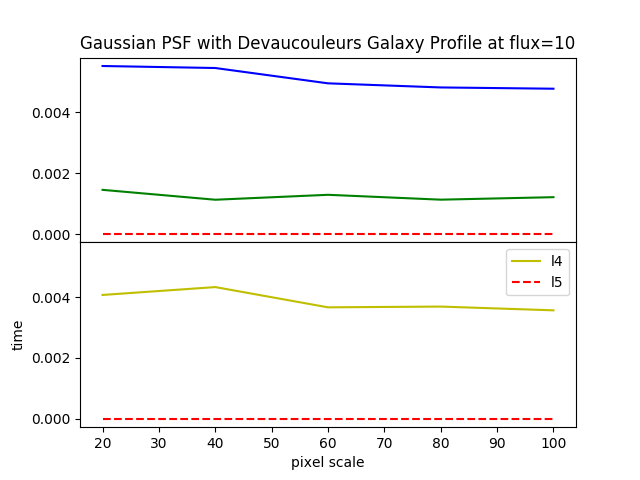 Gaussian PSF with Devaucouleurs Galaxy Profile at flux=10
0.004
0.002
0.000
l4
l5
0.004
0.002
0.000
time
20 30 40 50 60 70 80 90 100
pixel scale